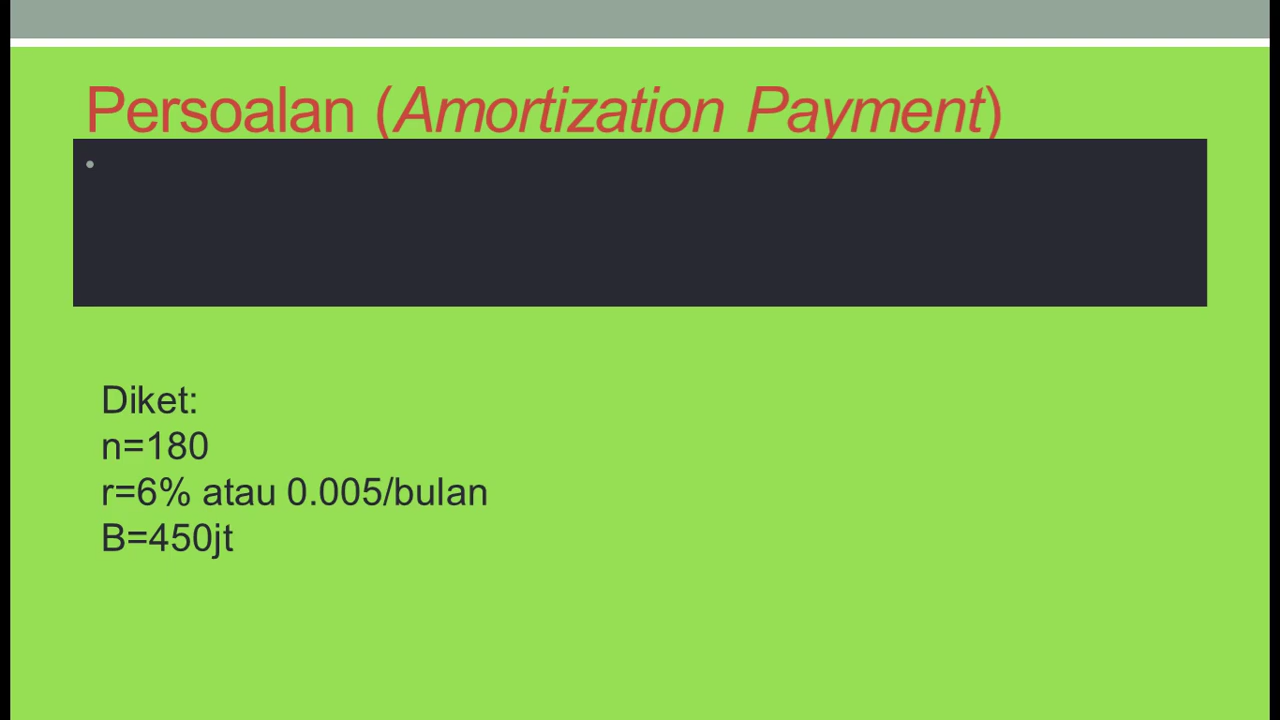 Persoalan (Amortization Payment)
•
Diket:
n=180
r=6% atau 0.005/bulan
B=450jt